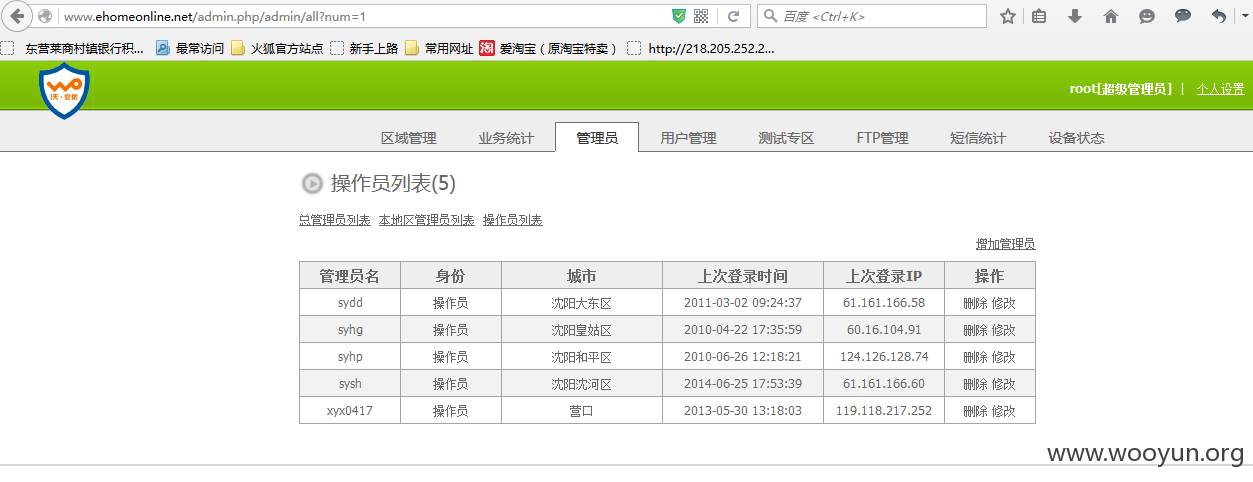 www.ehomeonline.net/admin.php/admin/all?num=1 百度 <Ctrl+K>
东营莱商村镇银行积... 最常访问 火狐官方站点 新手上路 常用网址 淘 爱淘宝（原淘宝特卖） http://218.205.252.2...
root[超级管理员] | 个人设置
区域管理 业务统计 管理员 用户管理 测试专区 FTP管理 短信统计 设备状态
操作员列表(5)
总管理员列表 本地区管理员列表 操作员列表
增加管理员
管理员名 身份 城市 上次登录时间 上次登录IP 操作
sydd 操作员 沈阳大东区 2011-03-02 09:24:37 61.161.166.58 删除 修改
syhg 操作员 沈阳皇姑区 2010-04-22 17:35:59 60.16.104.91 删除 修改
syhp 操作员 沈阳和平区 2010-06-26 12:18:21 124.126.128.74 删除 修改
sysh 操作员 沈阳沈河区 2014-06-25 17:53:39 61.161.166.60 删除 修改
xyx0417 操作员 营口 2013-05-30 13:18:03 119.118.217.252 删除 修改
www.wooyun.org